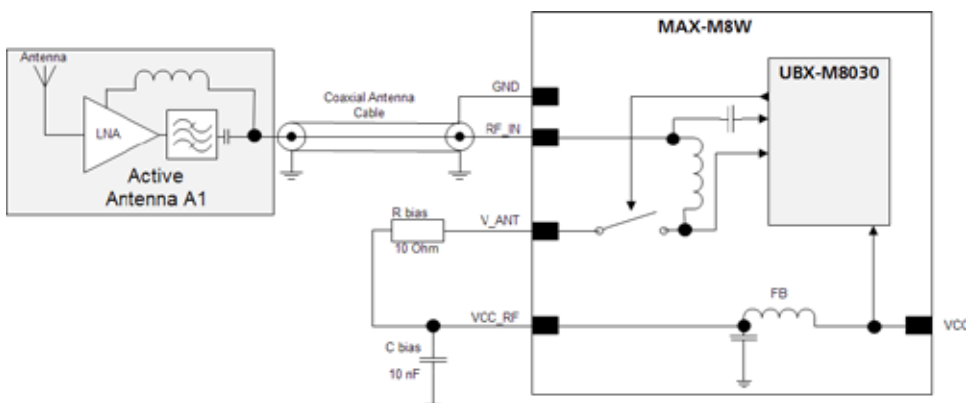 MAX-M8W
Antenna
UBX-M8030
GND
Coaxial Antenna
Cable
RF_IN
LNA
Active
Antenna A1
R bias
V_ANT
10 Ohm
FB
VCC_RF
VCC
C bias
10 nF